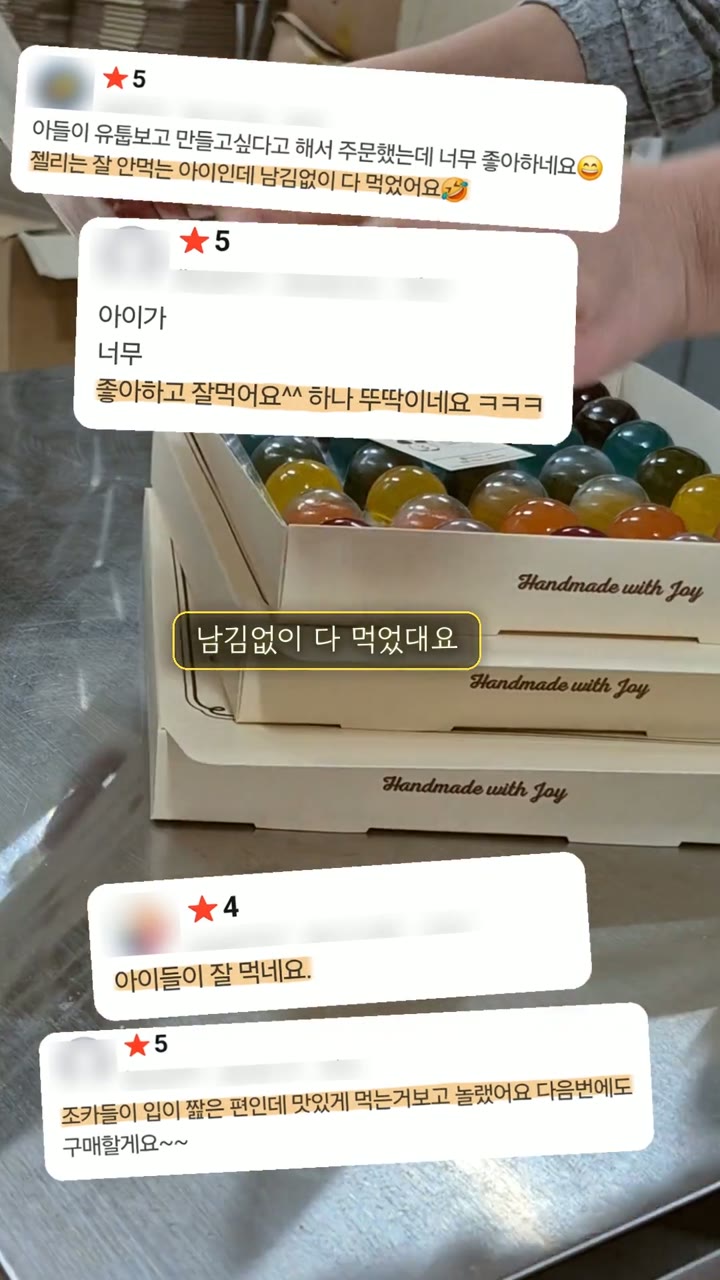 ★5
아들이 유튭보고 만들고싶다고 해서 주문했는데 너무 좋아하네요😄
젤리는 잘 안먹는 아이인데 남김없이 다 먹었어요🤣
★5
아이가
너무
좋아하고 잘먹어요^^ 하나 뚜딱이네요 ㅋㅋㅋ
Handmade with Joy
남김없이 다 먹었대요
Handmade with Joy
Handmade with Joy
★4
아이들이 잘 먹네요.
★5
조카들이 입이 짧은 편인데 맛있게 먹는거보고 놀랬어요 다음번에도
구매할게요~~